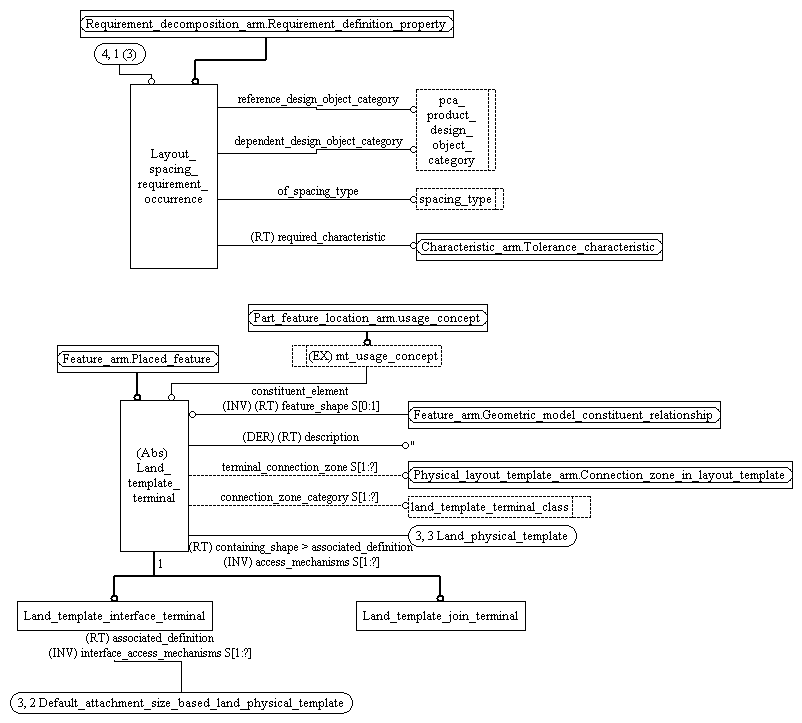 Requirement_decomposition_arm.Requirement_definition_property
4, 1 (3)
reference_design_object_category
pca_
product_
design_
object_
category
dependent_design_object_category
Layout_
spacing_
requirement_
occurrence
of_spacing_type
spacing_type
(RT) required_characteristic
Characteristic_arm.Tolerance_characteristic
Part_feature_location_arm.usage_concept
(EX) mt_usage_concept
Feature_arm.Placed_feature
constituent_element
(INV) (RT) feature_shape S[0:1]
Feature_arm.Geometric_model_constituent_relationship
(DER) (RT) description
"
(Abs)
Land_
template_
terminal
terminal_connection_zone S[1:?]
Physical_layout_template_arm.Connection_zone_in_layout_template
connection_zone_category S[1:?]
land_template_terminal_class
3, 3 Land_physical_template
(RT) containing_shape > associated_definition
(INV) access_mechanisms S[1:?]
1
Land_template_interface_terminal
Land_template_join_terminal
(RT) associated_definition
(INV) interface_access_mechanisms S[1:?]
3, 2 Default_attachment_size_based_land_physical_template